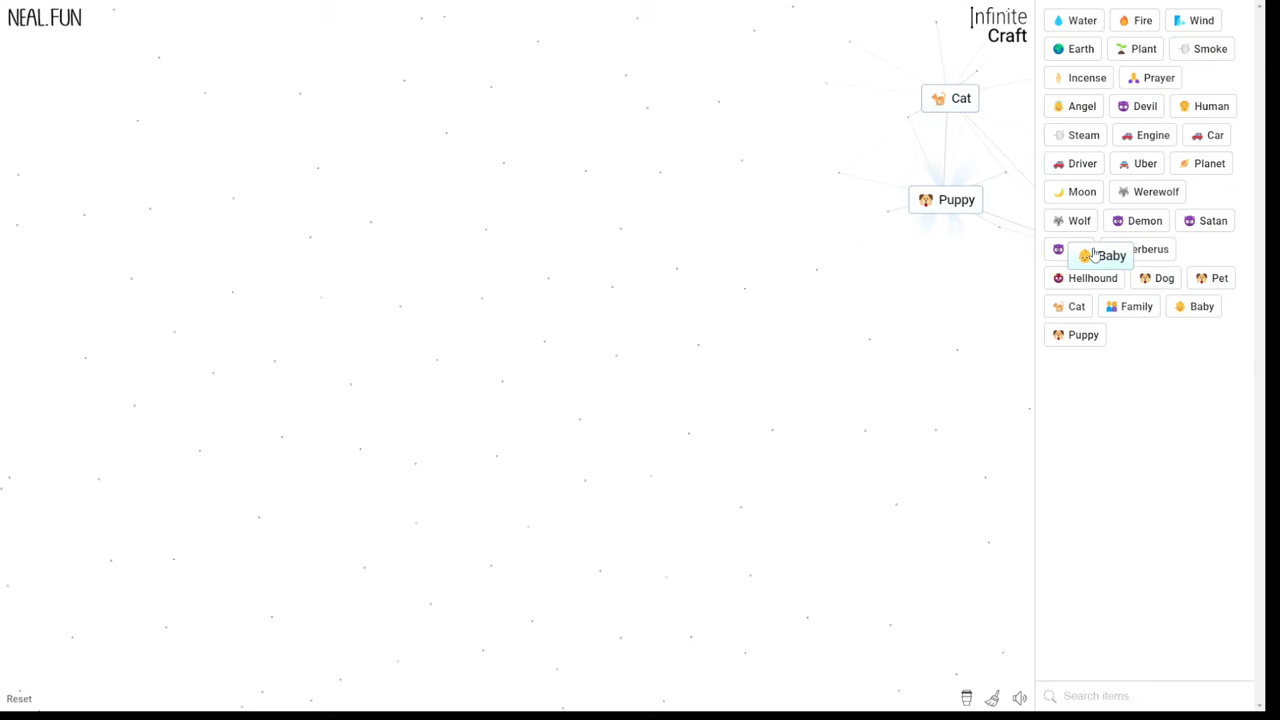 NEAL.FUN
Infinite
Craft
Cat
Puppy
Water Fire Wind
Earth Plant Smoke
Incense Prayer
Angel Devil Human
Steam Engine Car
Driver Uber Planet
Moon Werewolf
Wolf Demon Satan
Baby
Hellhound Dog Pet
Cat Family Baby
Puppy
Reset
Search items...